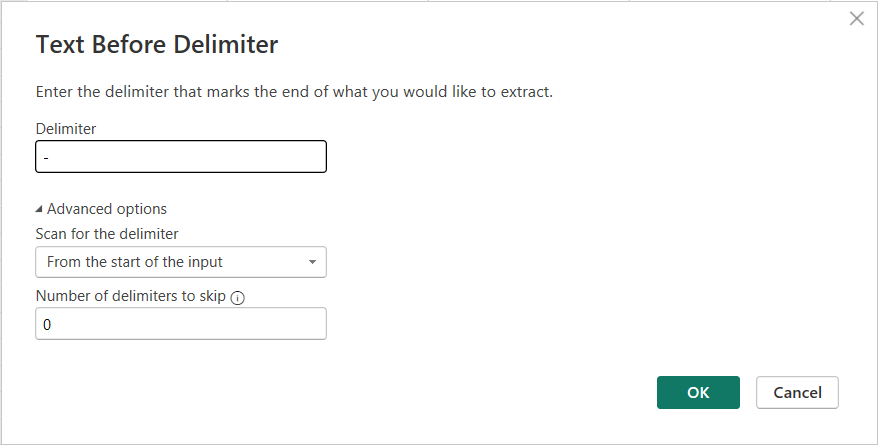 Text Before Delimiter
Enter the delimiter that marks the end of what you would like to extract.
Delimiter
-
Advanced options
Scan for the delimiter
From the start of the input
Number of delimiters to skip
0
OK Cancel